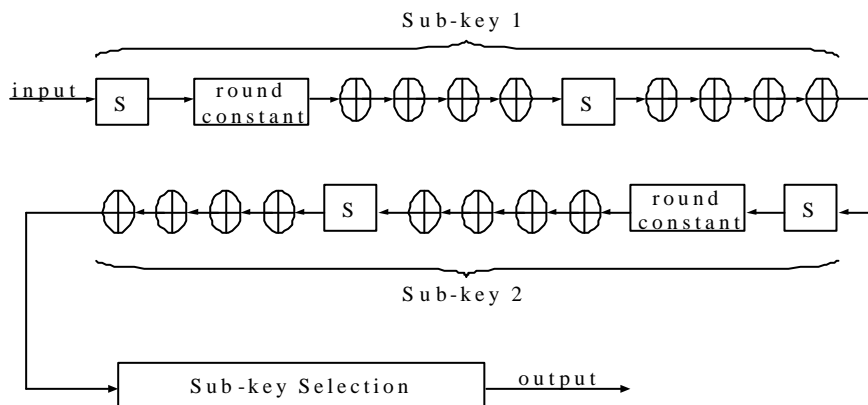 Sub-key 1
input
S
round
constant
S
S
round
constant
S
Sub-key 2
Sub-key Selection
output